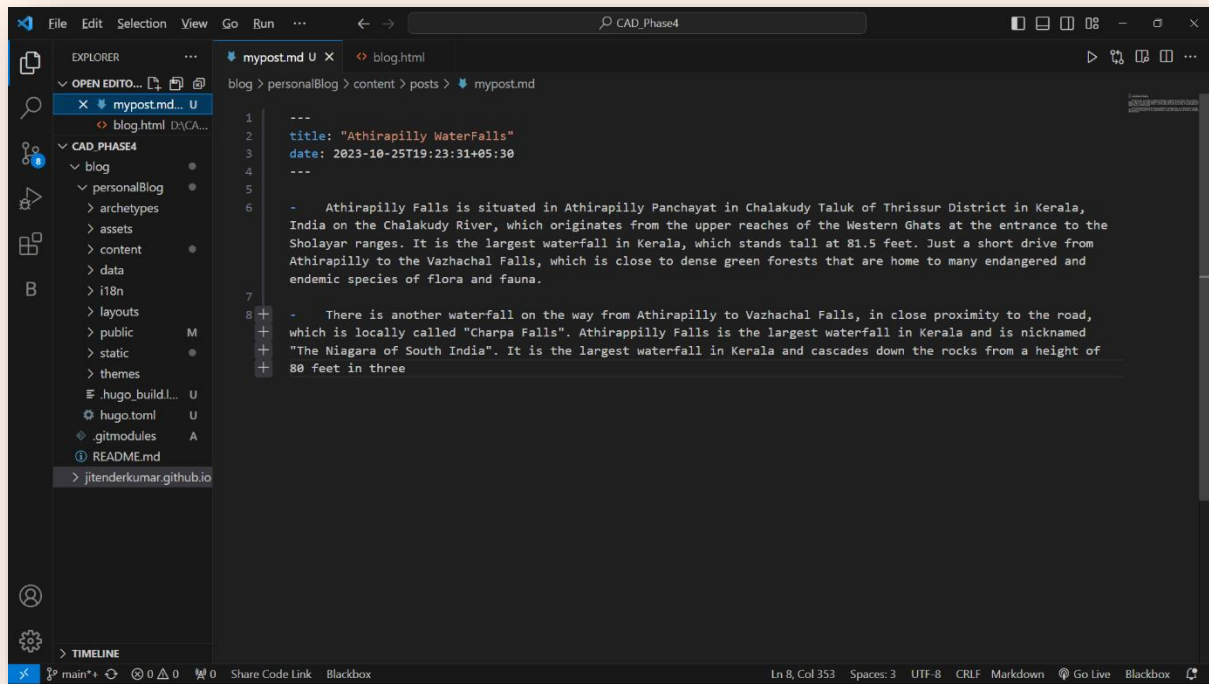 File Edit Selection View Go Run ··· CAD_Phase4
EXPLORER ···
OPEN EDITO...
mypost.md... U
blog.html D:\CA...
CAD_PHASE4
blog
personalBlog
archetypes
assets
content
data
i18n
layouts
public M
static
themes
.hugo_build.l... U
hugo.toml U
.gitmodules A
README.md
jitenderkumar.github.io
TIMELINE
8
B
mypost.md U blog.html
blog > personalBlog > content > posts > mypost.md
1 ---
2 title: "Athirapilly WaterFalls"
3 date: 2023-10-25T19:23:31+05:30
4 ---
5
6 - Athirapilly Falls is situated in Athirapilly Panchayat in Chalakudy Taluk of Thrissur District in Kerala,
India on the Chalakudy River, which originates from the upper reaches of the Western Ghats at the entrance to the
Sholayar ranges. It is the largest waterfall in Kerala, which stands tall at 81.5 feet. Just a short drive from
Athirapilly to the Vazhachal Falls, which is close to dense green forests that are home to many endangered and
endemic species of flora and fauna.
7
8 - There is another waterfall on the way from Athirapilly to Vazhachal Falls, in close proximity to the road,
which is locally called "Charpa Falls". Athirappilly Falls is the largest waterfall in Kerala and is nicknamed
"The Niagara of South India". It is the largest waterfall in Kerala and cascades down the rocks from a height of
80 feet in three
main*+ 0 0 0 Share Code Link Blackbox Ln 8, Col 353 Spaces: 3 UTF-8 CRLF Markdown Go Live Blackbox